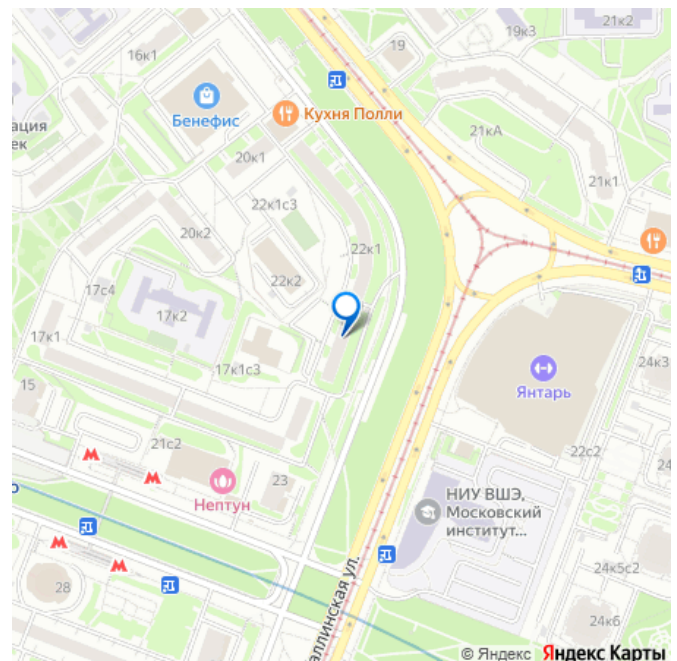 21к2
19к3
19
16к1
Бенефис
Кухня Полли
21кА
ация
ек
20к1
21к1
22к1с3
20к2
22к1
22к2
17с4
17к2
17к1
17к1с3
24к3
Янтарь
15
21с2
22с2
24
23
Нептун
НИУ ВШЭ,
Московский
институт...
о
28
24к5с2
аллинская ул.
24к6
© Яндекс Яндекс Карты